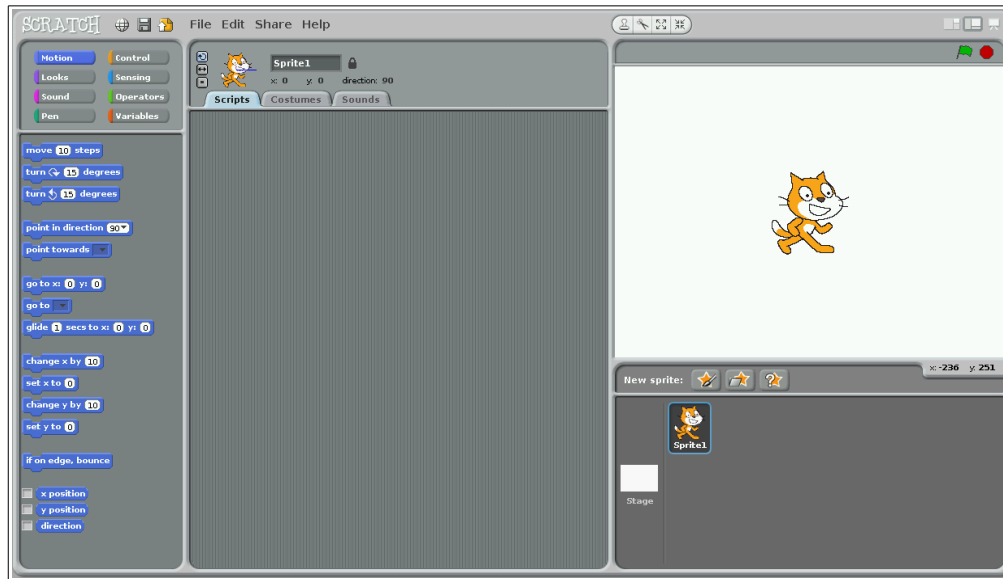 SCRATCH File Edit Share Help
Motion Control
Looks Sensing
Sound Operators
Pen Variables
move 10 steps
turn 15 degrees
turn 15 degrees
point in direction 90
point towards
go to x: 0 y: 0
go to
glide 1 secs to x: 0 y: 0
change x by 10
set x to 0
change y by 10
set y to 0
if on edge, bounce
x position
y position
direction
Sprite1
x: 0 y: 0 direction: 90
Scripts Costumes Sounds
x: -236 y: 251
New sprite:
Sprite1
Stage